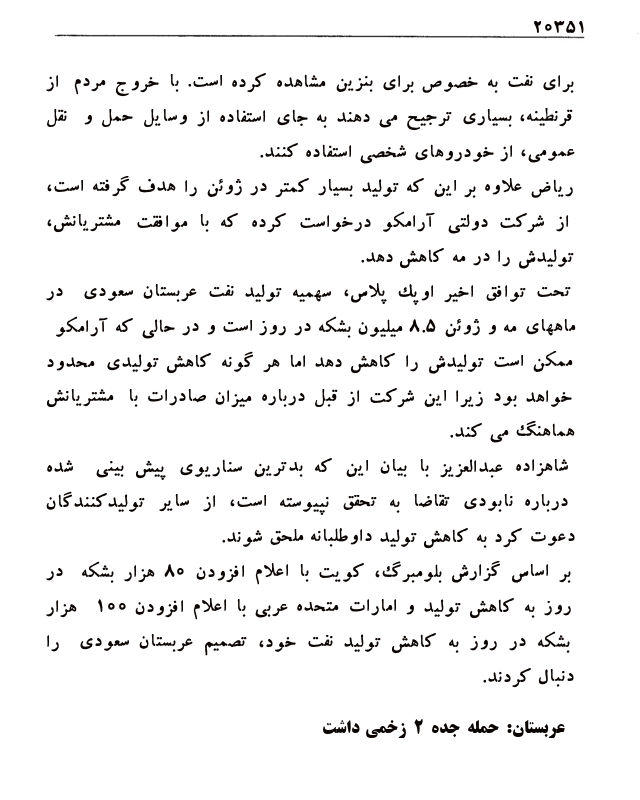 ۲۰۳۵۱
برای نفت به خصوص برای بنزین مشاهده کرده است. با خروج مردم از
قرنطینه، بسیاری ترجیح می دهند به جای استفاده از وسایل حمل و نقل
عمومی، از خودروهای شخصی استفاده کنند.
ریاض علاوه بر این که تولید بسیار کمتر در ژوئن را هدف گرفته است،
از شرکت دولتی آرامکو درخواست کرده که با موافقت مشتریانش،
تولیدش را در مه کاهش دهد.
تحت توافق اخیر اوپك پلاس، سهمیه تولید نفت عربستان سعودی در
ماههای مه و ژوئن ۸.۵ میلیون بشکه در روز است و در حالی که آرامکو
ممکن است تولیدش را کاهش دهد اما هر گونه کاهش تولیدی محدود
خواهد بود زیرا این شرکت از قبل درباره میزان صادرات با مشتریانش
هماهنگ می کند.
شاهزاده عبدالعزیز با بیان این که بدترین سناریوی پیش بینی شده
درباره نابودی تقاضا به تحقق نپیوسته است، از سایر تولیدکنندگان
دعوت کرد به کاهش تولید داوطلبانه ملحق شوند.
بر اساس گزارش بلومبرگ، کویت با اعلام افزودن ۸۰ هزار بشکه در
روز به کاهش تولید و امارات متحده عربی با اعلام افزودن ۱۰۰ هزار
بشکه در روز به کاهش تولید نفت خود، تصمیم عربستان سعودی را
دنبال کردند.
عربستان: حمله جده ۲ زخمی داشت